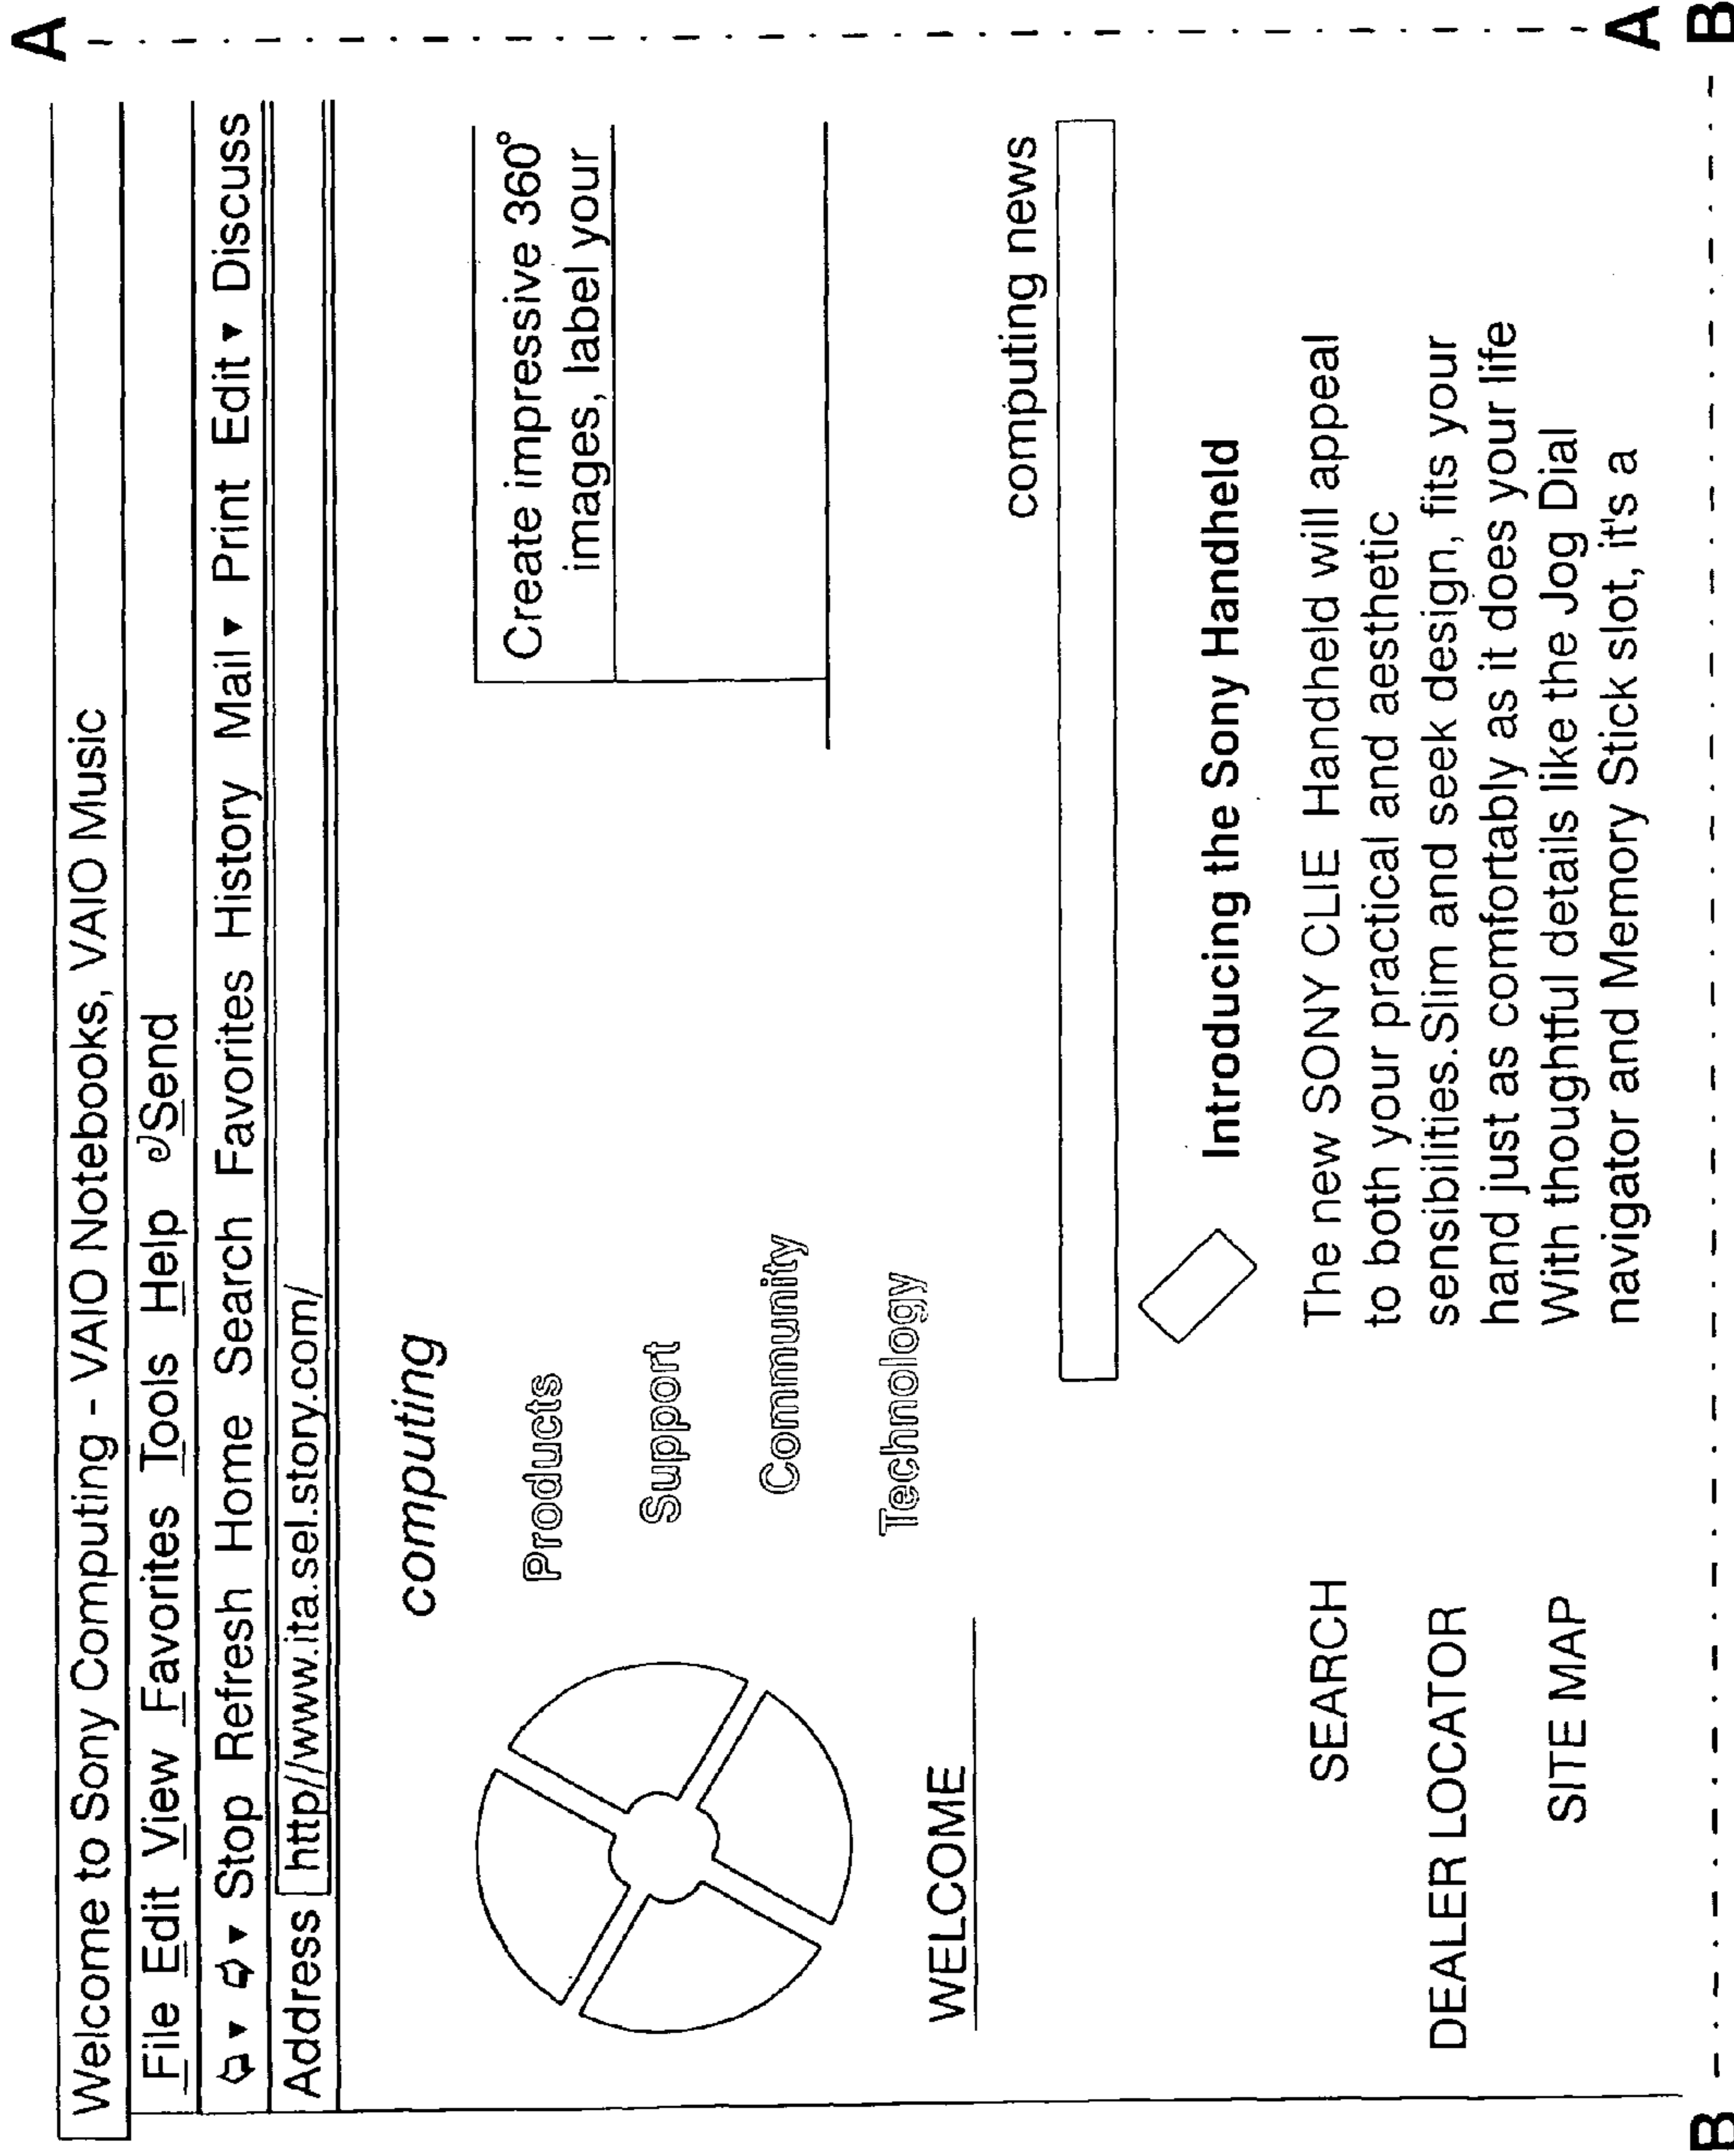 A
Welcome to Sony Computing - VAIO Notebooks, VAIO Music
File Edit View Favorites Tools Help Send
Stop Refresh Home Search Favorites History Mail Print Edit Discuss
Address http//www.ita.sel.story.com/
computing
Create impressive 360°
images, label your
Products
Support
Community
Technology
WELCOME
computing news
Introducing the Sony Handheld
The new SONY CLIE Handheld will appeal
to both your practical and aesthetic
sensibilities.Slim and seek design, fits your
hand just as comfortably as it does your life
With thoughtful details like the Jog Dial
navigator and Memory Stick slot, it's a
SEARCH
DEALER LOCATOR
SITE MAP
A
B B